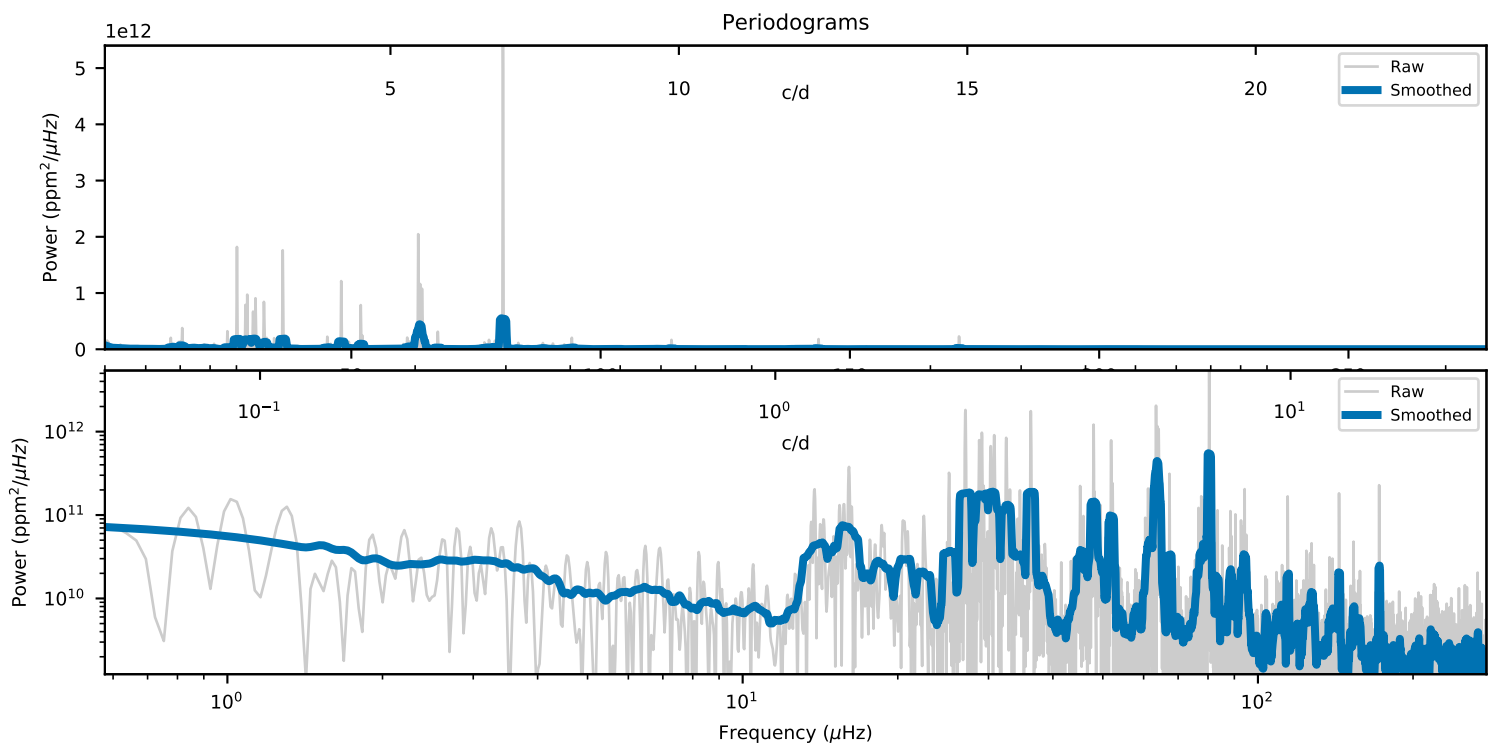 Periodograms
1e12
5
4
3
2
1
0
Power (ppm²/μHz)
5 10 15 20
c/d
Raw
Smoothed
10⁻¹ 10⁰ 10¹
c/d
Raw
Smoothed
10¹²
10¹¹
10¹⁰
Power (ppm²/μHz)
10⁰ 10¹ 10²
Frequency (μHz)